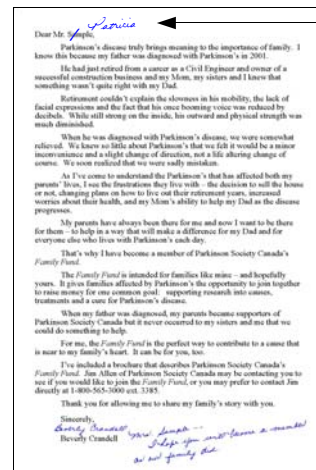 Patricia
Dear Mr. Sample,
Parkinson's disease truly brings meaning to the importance of family. I
know this because my father was diagnosed with Parkinson's in 2001.
He had just retired from a career as a Civil Engineer and owner of a
successful construction business and my Mom, my sisters and I knew that
something wasn't quite right with my Dad.
Retirement couldn't explain the slowness in his mobility, the lack of
facial expressions and the fact that his once booming voice was reduced by
decibels. While still strong on the inside, his outward and physical strength was
much diminished.
When he was diagnosed with Parkinson's disease, we were somewhat
relieved. We knew so little about Parkinson's that we felt it would be a minor
inconvenience and a slight change of direction, not a life altering change of
course. We soon realized that we were sadly mistaken.
As I've come to understand the Parkinson's that has affected both my
parents' lives, I see the frustrations they live with – the decision to sell the house
or not, changing plans on how to live out their retirement years, increased
worries about their health, and my Mom's ability to help my Dad as the disease
progresses.
My parents have always been there for me and now I want to be there
for them – to help in a way that will make a difference for my Dad and for
everyone else who lives with Parkinson's each day.
That's why I have become a member of Parkinson Society Canada's
Family Fund.
The Family Fund is intended for families like mine – and hopefully
yours. It gives families affected by Parkinson's the opportunity to join together
to raise money for one common goal: supporting research into causes,
treatments and a cure for Parkinson's disease.
When my father was diagnosed, my parents became supporters of
Parkinson Society Canada but it never occurred to my sisters and me that we
could do something to help.
For me, the Family Fund is the perfect way to contribute to a cause that
is near to my family's heart. It can be for you, too.
I've included a brochure that describes Parkinson Society Canada's
Family Fund. Jim Allen of Parkinson Society Canada may be contacting you to
see if you would like to join the Family Fund, or you may prefer to contact Jim
directly at 1-800-565-3000 ext. 3385.
Thank you for allowing me to share my family's story with you.
Sincerely,
Beverly Crandell
Beverly Crandell
Sample –
I hope you will become a member
as our family did.